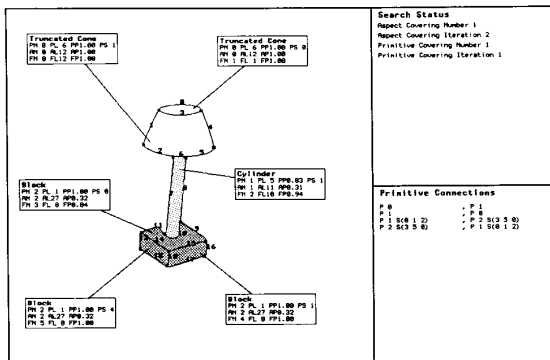 Truncated Cone
PN 0 PL 6 PP1.00 PS 1
AN 0 AL12 AP1.00
FN 0 FL12 FP1.00
Truncated Cone
PN 0 PL 6 PP1.00 PS 0
AN 0 AL12 AP1.00
FN 1 FL 1 FP1.00
Cylinder
PN 1 PL 5 PP0.83 PS 1
AN 1 AL11 AP0.31
FN 2 FL10 FP0.94
Block
PN 2 PL 1 PP1.00 PS 0
AN 2 AL27 AP0.32
FN 3 FL 8 FP0.84
Block
PN 2 PL 1 PP1.00 PS 4
AN 2 AL27 AP0.32
FN 5 FL 8 FP1.00
Block
PN 2 PL 1 PP1.00 PS 1
AN 2 AL27 AP0.32
FN 4 FL 8 FP1.00
Search Status
Aspect Covering Number 1
Aspect Covering Iteration 2
Primitive Covering Number 1
Primitive Covering Iteration 1
Primitive Connections
P 0 , P 1
P 1 , P 0
P 1 S(0 1 2) , P 2 S(3 5 0)
P 2 S(3 5 0) , P 1 S(0 1 2)